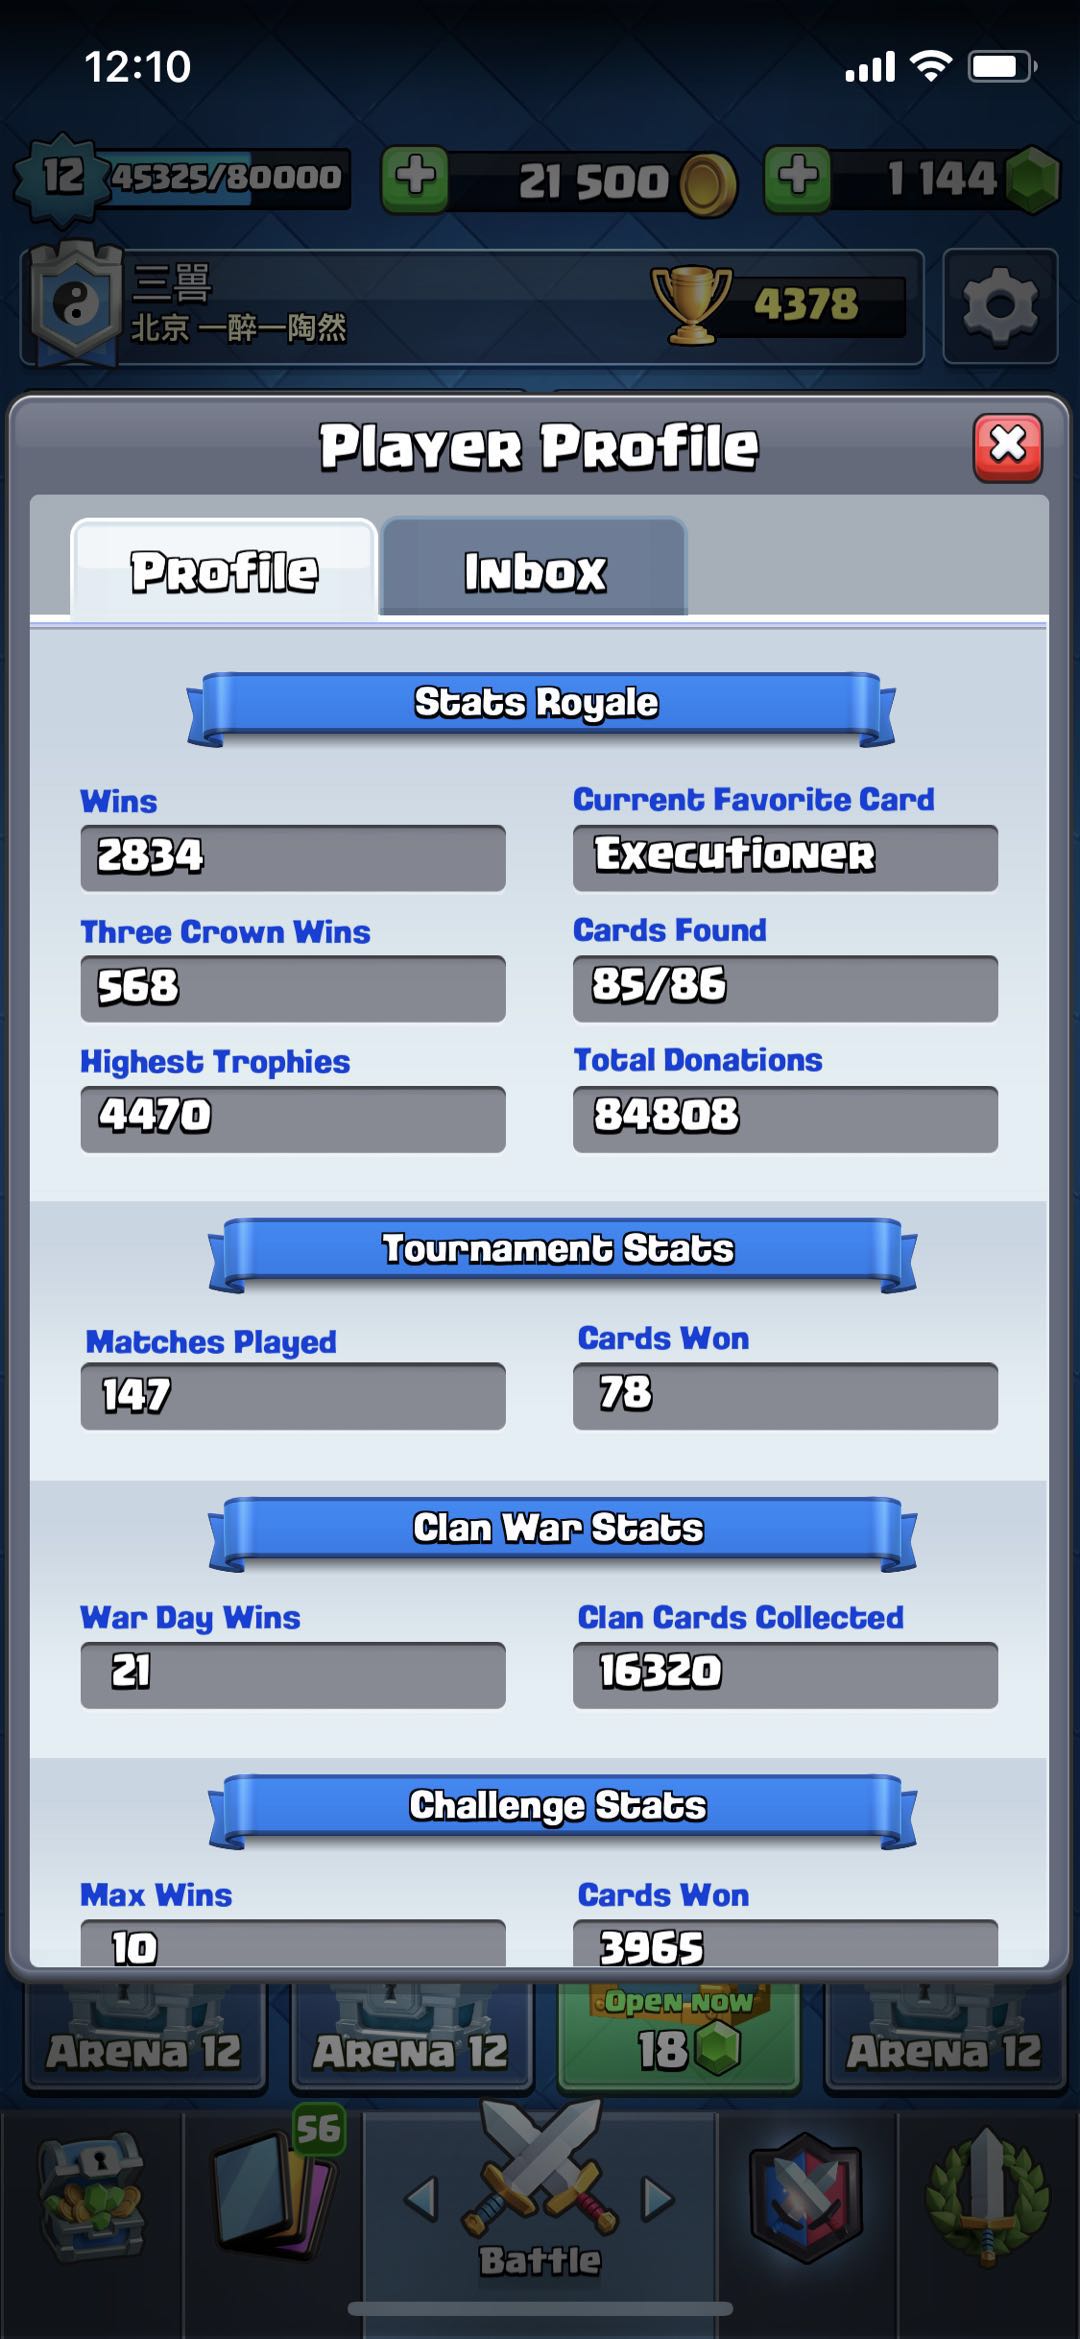 12:10
12 45325/80000 21 500 1 144
三嚣
北京 一醉一陶然
4378
Player Profile
Profile Inbox
Stats Royale
Wins Current Favorite Card
2834 Executioner
Three Crown Wins Cards Found
568 85/86
Highest Trophies Total Donations
4470 84808
Tournament Stats
Matches Played Cards Won
147 78
Clan War Stats
War Day Wins Clan Cards Collected
21 16320
Challenge Stats
Max Wins Cards Won
10 3965
Open now
Arena 12 Arena 12 18 Arena 12
56
Battle